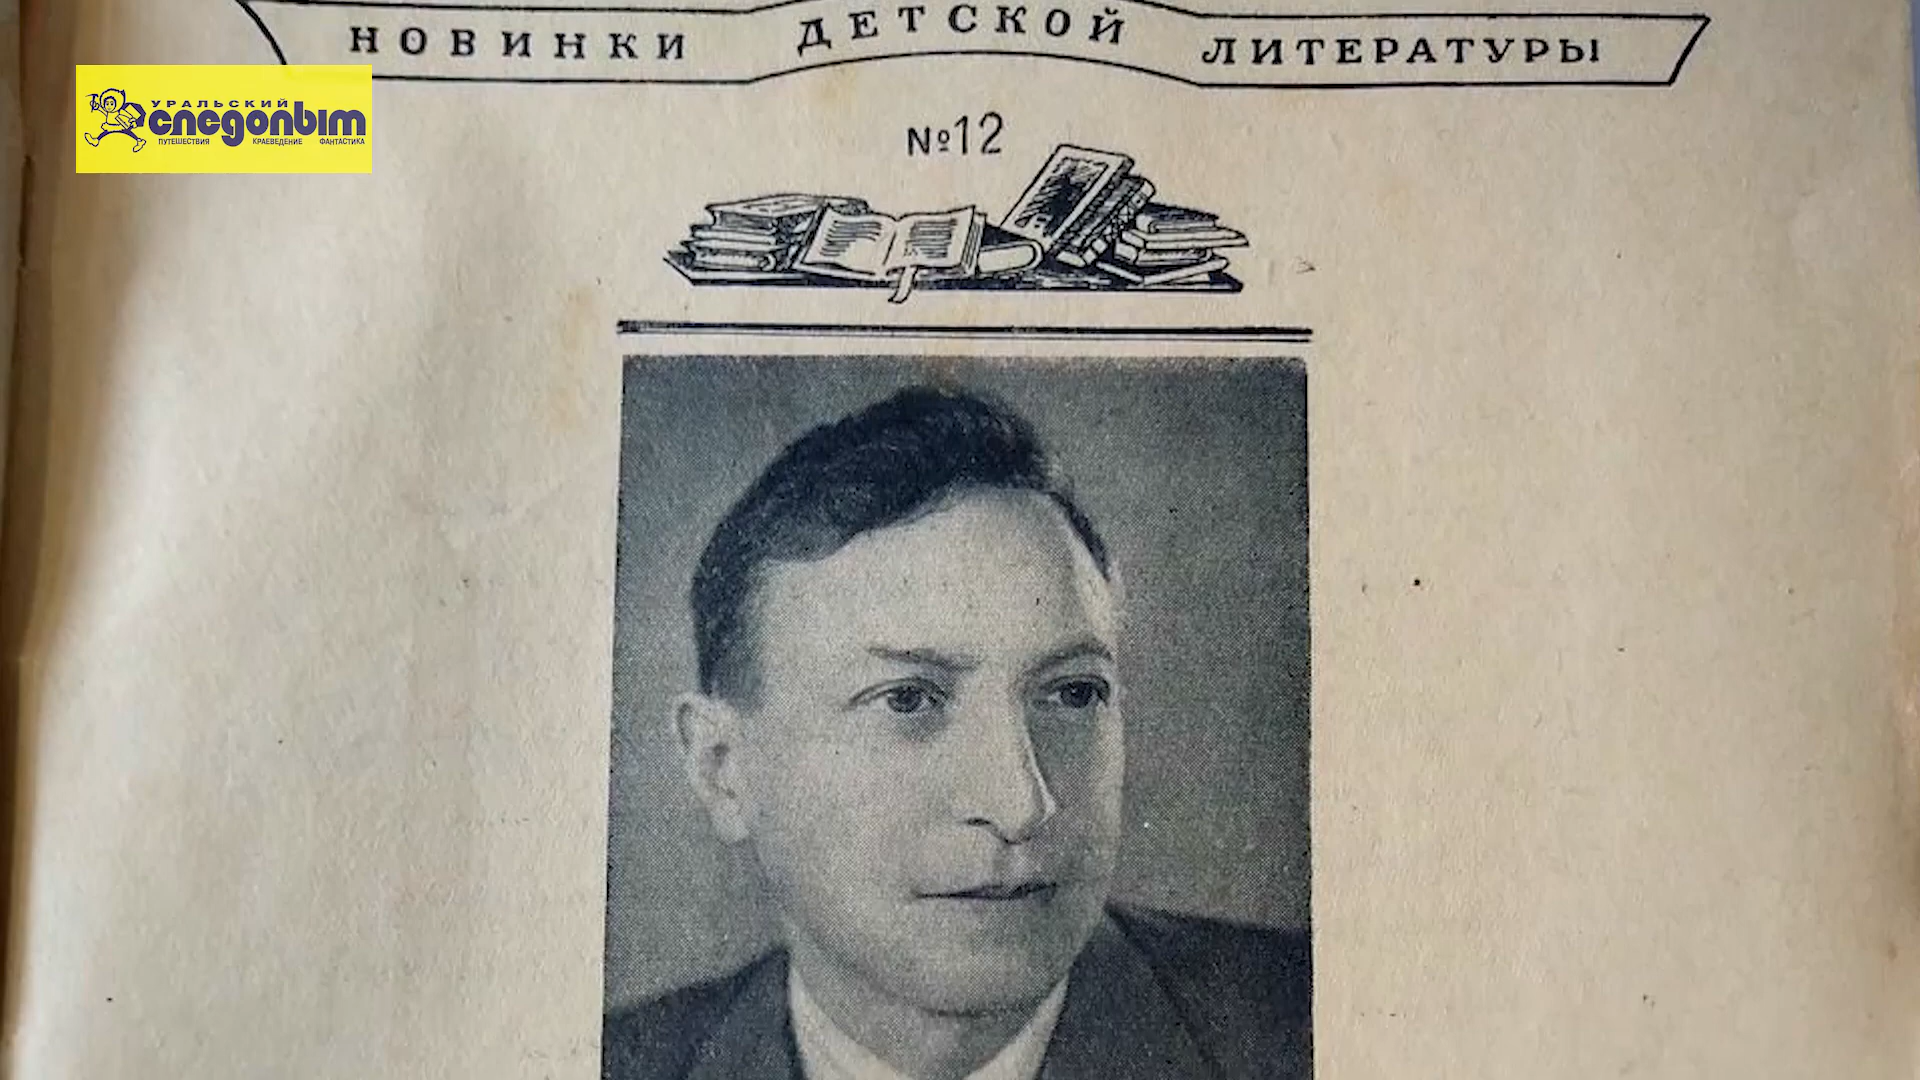 НОВИНКИ ДЕТСКОЙ ЛИТЕРАТУРЫ
УРАЛЬСКИЙ
следопыт
ПУТЕШЕСТВИЯ КРАЕВЕДЕНИЕ ФАНТАСТИКА
№12